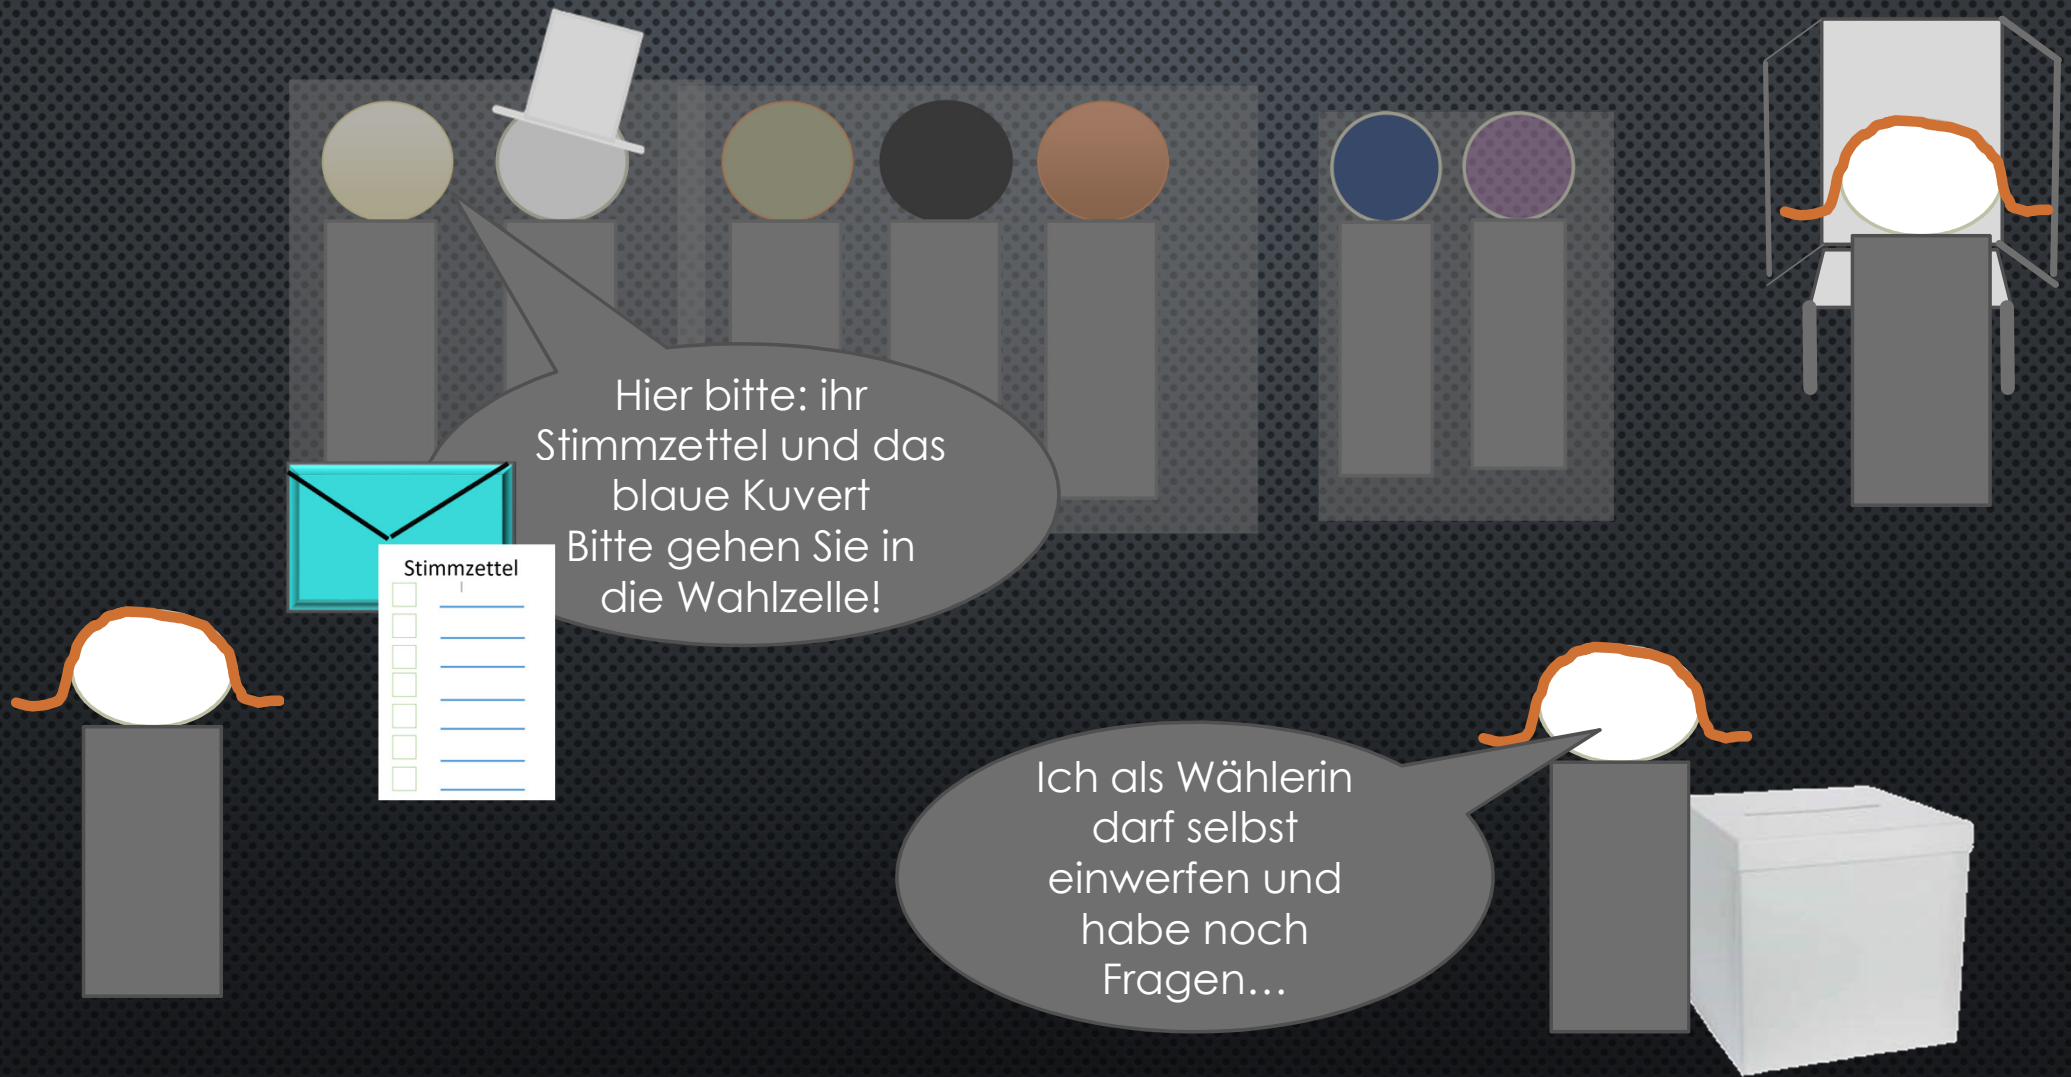 Hier bitte: ihr
Stimmzettel und das
blaue Kuvert
Bitte gehen Sie in
die Wahlzelle!
Stimmzettel
Ich als Wählerin
darf selbst
einwerfen und
habe noch
Fragen…